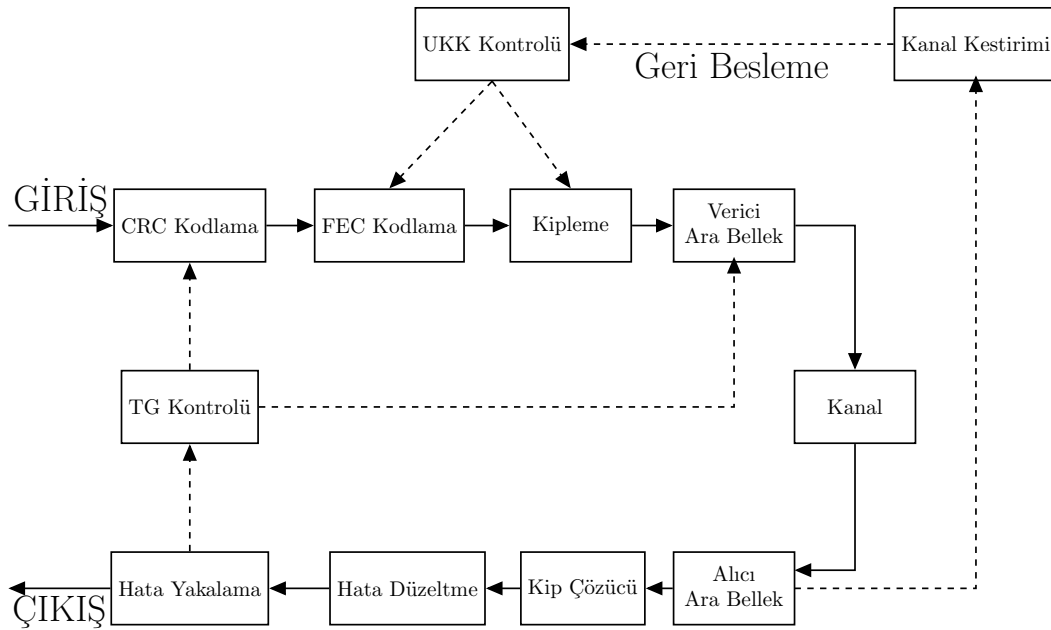 UKK Kontrolü
Kanal Kestirimi
Geri Besleme
GİRİŞ
CRC Kodlama
FEC Kodlama
Kipleme
Verici
Ara Bellek
TG Kontrolü
Kanal
Hata Yakalama
Hata Düzeltme
Kip Çözücü
Alıcı
Ara Bellek
ÇIKIŞ